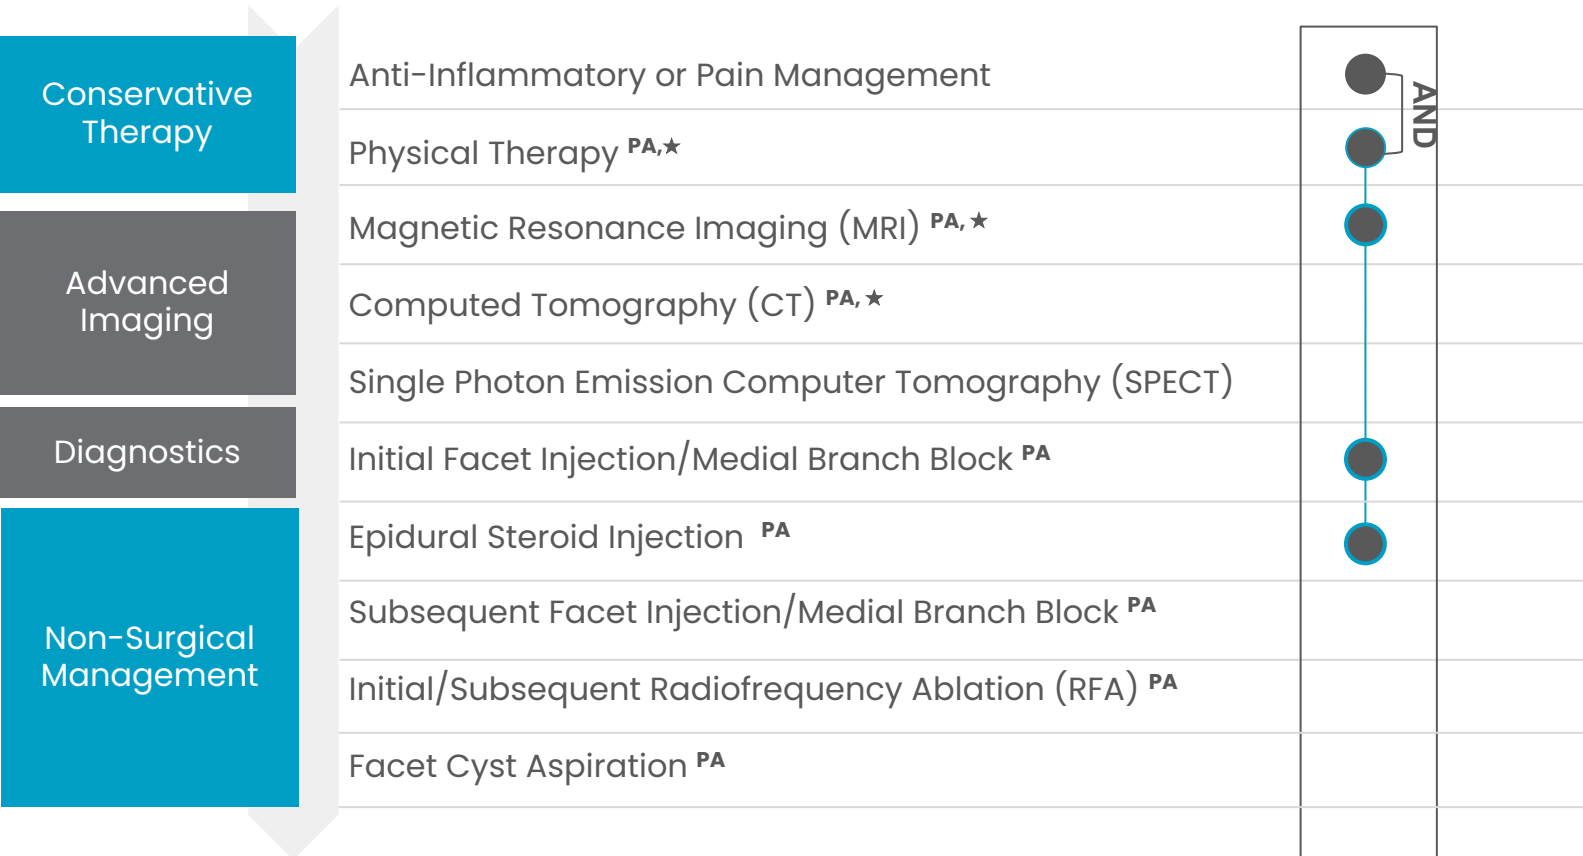 Conservative
Therapy
Anti-Inflammatory or Pain Management
Physical Therapy PA,★
AND
Advanced
Imaging
Magnetic Resonance Imaging (MRI) PA, ★
Computed Tomography (CT) PA, ★
Single Photon Emission Computer Tomography (SPECT)
Diagnostics
Initial Facet Injection/Medial Branch Block PA
Non-Surgical
Management
Epidural Steroid Injection PA
Subsequent Facet Injection/Medial Branch Block PA
Initial/Subsequent Radiofrequency Ablation (RFA) PA
Facet Cyst Aspiration PA